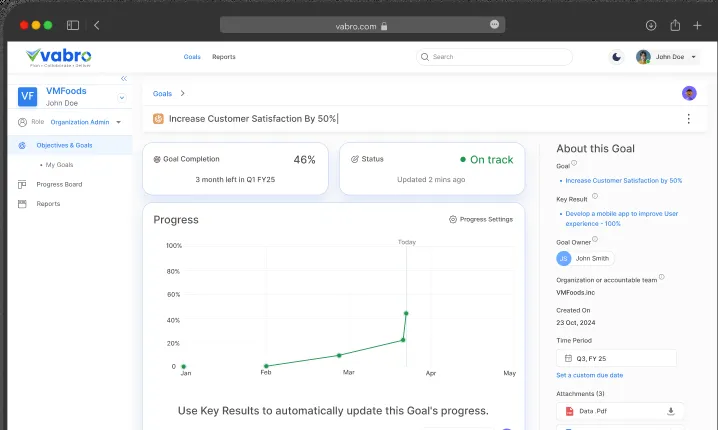 vabro.com
vabro
Plan • Collaborate • Deliver
Goals
Reports
Search
John Doe
VF
VMFoods
John Doe
Role
Organization Admin
Objectives & Goals
My Goals
Progress Board
Reports
Goals
Increase Customer Satisfaction By 50%
Goal Completion
46%
3 month left in Q1 FY25
Status
On track
Updated 2 mins ago
Progress
Progress Settings
Today
100%
80%
60%
40%
20%
0
Jan
Feb
Mar
Apr
May
Use Key Results to automatically update this Goal's progress.
About this Goal
Goal
Increase Customer Satisfaction by 50%
Key Result
Develop a mobile app to improve User
experience - 100%
Goal Owner
JS
John Smith
Organization or accountable team
VMFoods.inc
Created On
23 Oct, 2024
Time Period
Q3, FY 25
Set a custom due date
Attachments (3)
Data .Pdf